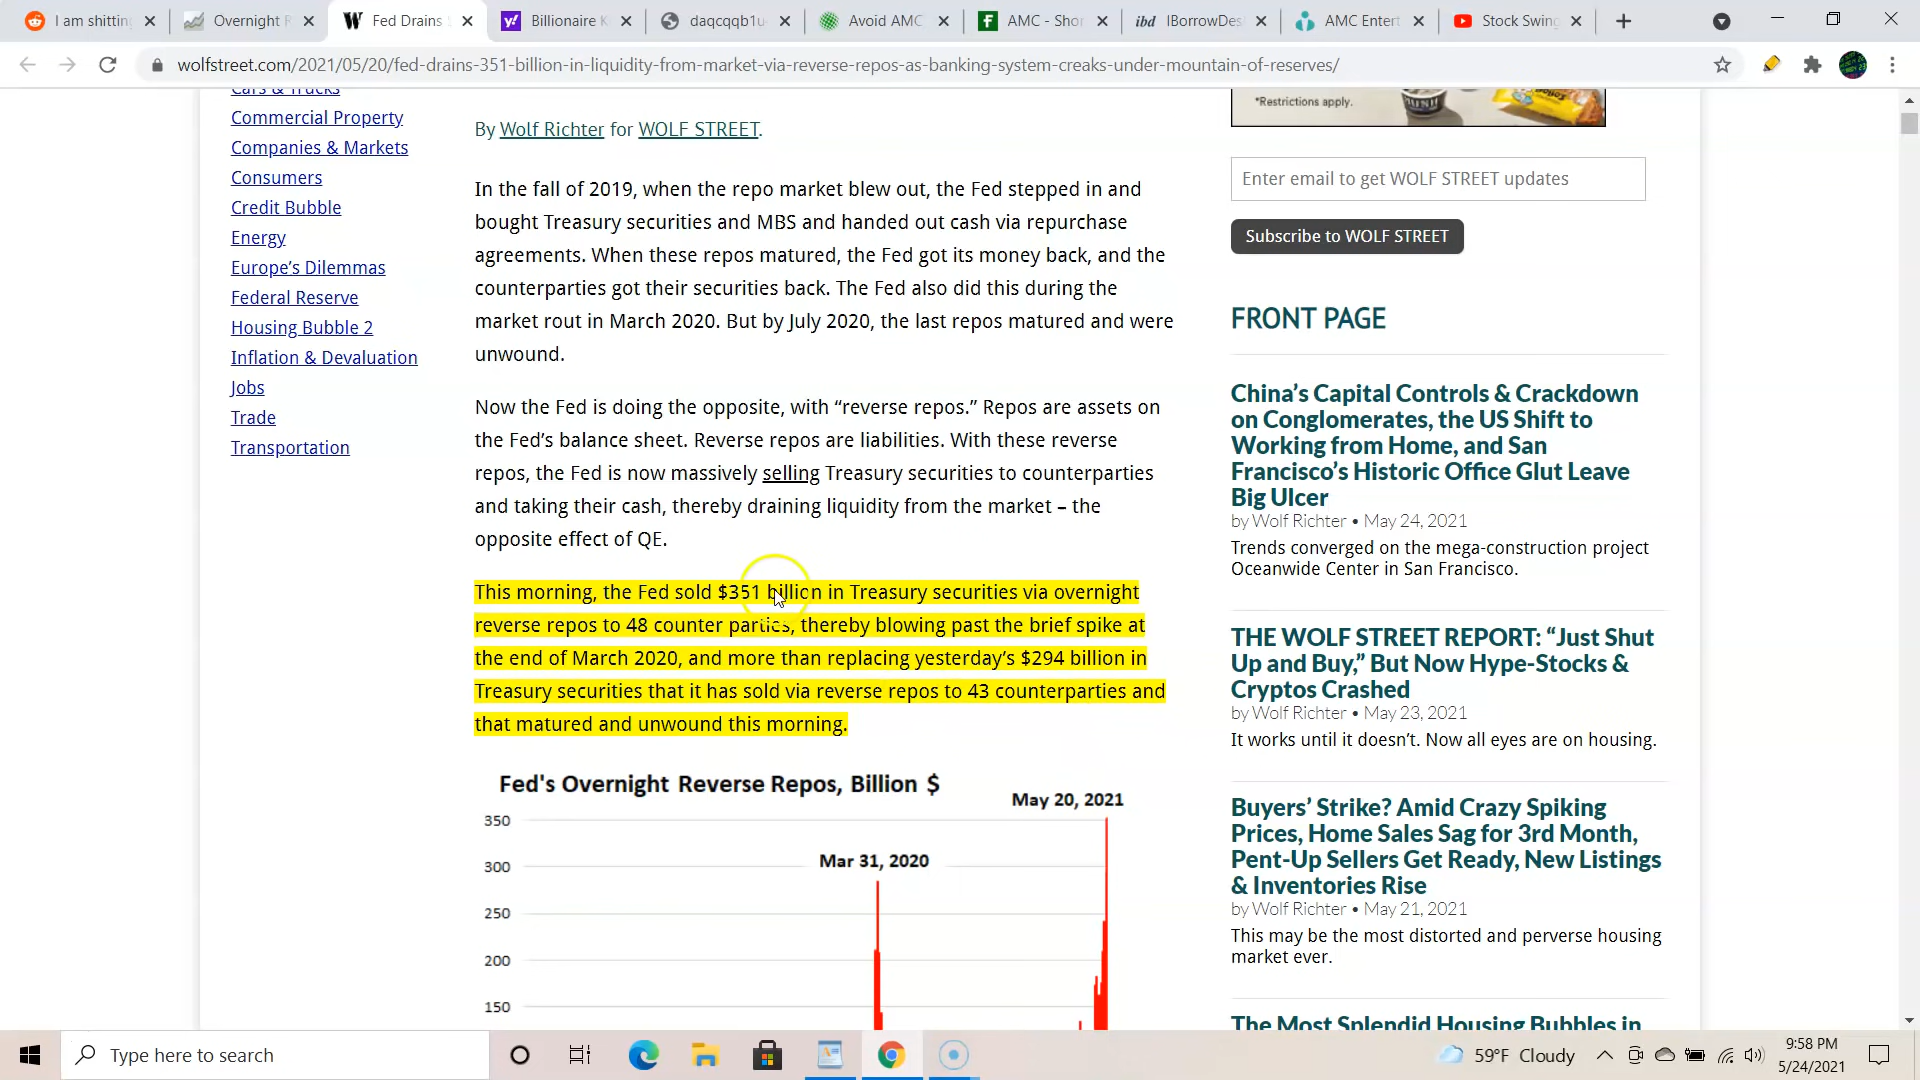 I am shittin
Overnight R
Fed Drains
Billionaire K
daqcqqb1u
Avoid AMC
AMC - Shor
ibd IBorrowDes
AMC Entert
Stock Swing
wolfstreet.com/2021/05/20/fed-drains-351-billion-in-liquidity-from-market-via-reverse-repos-as-banking-system-creaks-under-mountain-of-reserves/
Cars & Trucks
Commercial Property
Companies & Markets
Consumers
Credit Bubble
Energy
Europe's Dilemmas
Federal Reserve
Housing Bubble 2
Inflation & Devaluation
Jobs
Trade
Transportation
By Wolf Richter for WOLF STREET.
In the fall of 2019, when the repo market blew out, the Fed stepped in and
bought Treasury securities and MBS and handed out cash via repurchase
agreements. When these repos matured, the Fed got its money back, and the
counterparties got their securities back. The Fed also did this during the
market rout in March 2020. But by July 2020, the last repos matured and were
unwound.
Now the Fed is doing the opposite, with “reverse repos.” Repos are assets on
the Fed's balance sheet. Reverse repos are liabilities. With these reverse
repos, the Fed is now massively selling Treasury securities to counterparties
and taking their cash, thereby draining liquidity from the market – the
opposite effect of QE.
This morning, the Fed sold $351 billion in Treasury securities via overnight
reverse repos to 48 counter parties, thereby blowing past the brief spike at
the end of March 2020, and more than replacing yesterday's $294 billion in
Treasury securities that it has sold via reverse repos to 43 counterparties and
that matured and unwound this morning.
Fed's Overnight Reverse Repos, Billion $
May 20, 2021
350
Mar 31, 2020
300
250
200
150
*Restrictions apply.
Enter email to get WOLF STREET updates
Subscribe to WOLF STREET
FRONT PAGE
China's Capital Controls & Crackdown
on Conglomerates, the US Shift to
Working from Home, and San
Francisco's Historic Office Glut Leave
Big Ulcer
by Wolf Richter • May 24, 2021
Trends converged on the mega-construction project
Oceanwide Center in San Francisco.
THE WOLF STREET REPORT: “Just Shut
Up and Buy,” But Now Hype-Stocks &
Cryptos Crashed
by Wolf Richter • May 23, 2021
It works until it doesn't. Now all eyes are on housing.
Buyers' Strike? Amid Crazy Spiking
Prices, Home Sales Sag for 3rd Month,
Pent-Up Sellers Get Ready, New Listings
& Inventories Rise
by Wolf Richter • May 21, 2021
This may be the most distorted and perverse housing
market ever.
The Most Splendid Housing Bubbles in
Type here to search
59°F Cloudy
9:58 PM
5/24/2021